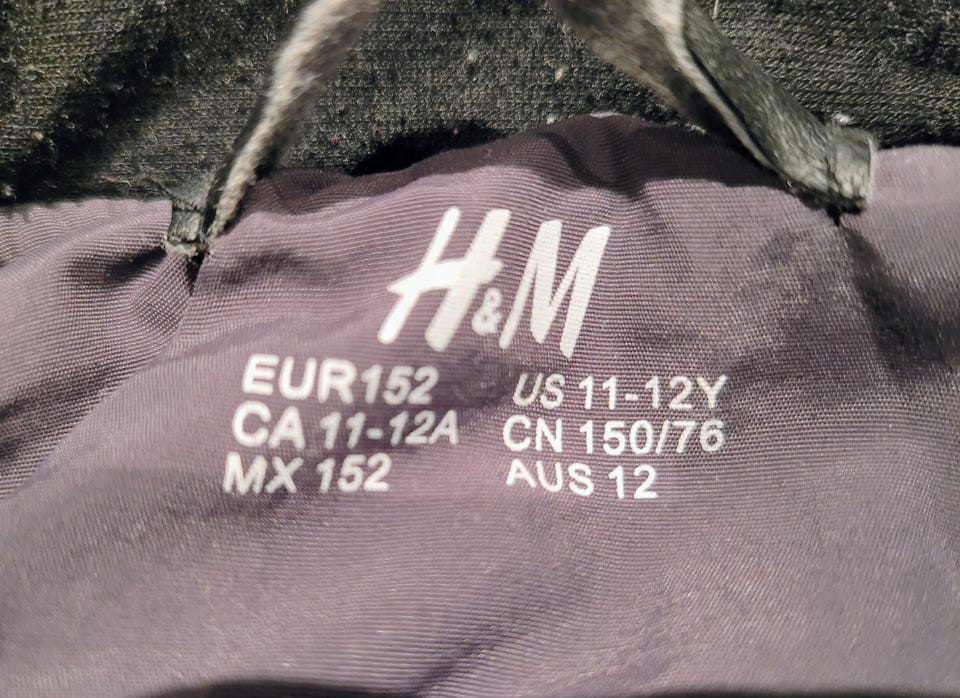 H&M
EUR152 US 11-12Y
CA 11-12A CN 150/76
MX 152 AUS 12